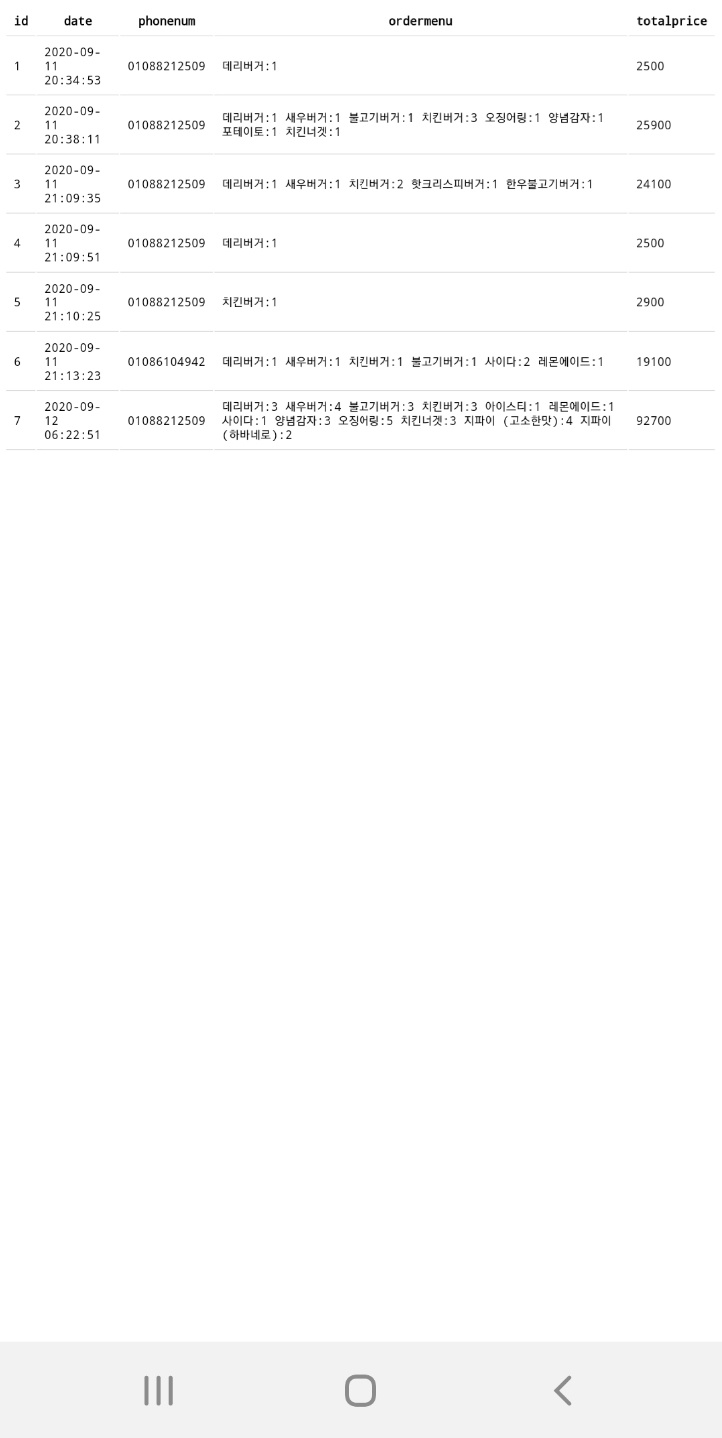 id date phonenum ordermenu totalprice
1 2020-09-11 20:34:53 01088212509 데리버거:1 2500
2 2020-09-11 20:38:11 01088212509 데리버거:1 새우버거:1 불고기버거:1 치킨버거:3 오징어링:1 양념감자:1 포테이토:1 치킨너겟:1 25900
3 2020-09-11 21:09:35 01088212509 데리버거:1 새우버거:1 치킨버거:2 핫크리스피버거:1 한우불고기버거:1 24100
4 2020-09-11 21:09:51 01088212509 데리버거:1 2500
5 2020-09-11 21:10:25 01088212509 치킨버거:1 2900
6 2020-09-11 21:13:23 01086104942 데리버거:1 새우버거:1 치킨버거:1 불고기버거:1 사이다:2 레몬에이드:1 19100
7 2020-09-12 06:22:51 01088212509 데리버거:3 새우버거:4 불고기버거:3 치킨버거:3 아이스티:1 레몬에이드:1 사이다:1 양념감자:3 오징어링:5 치킨너겟:3 지파이 (고소한맛):4 지파이 (하바네로):2 92700